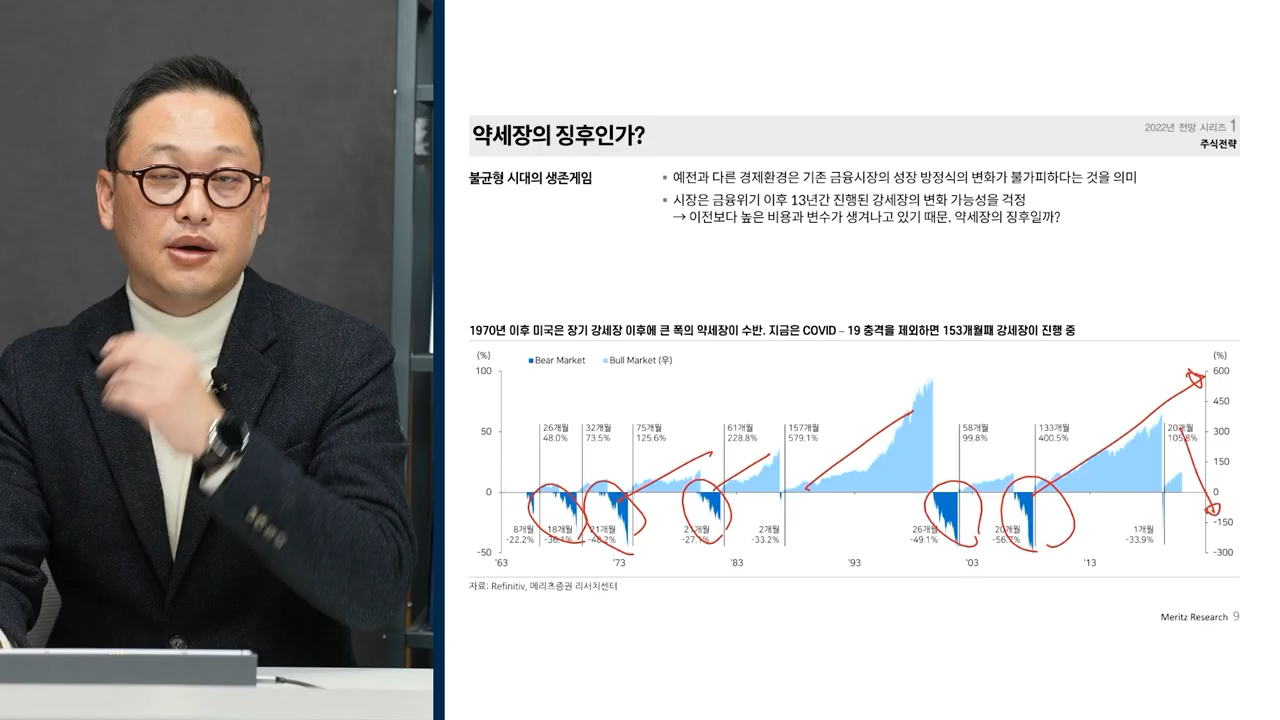 약세장의 징후인가?
2022년 전망 시리즈 1
주식전략
불균형 시대의 생존게임
▪ 예전과 다른 경제환경은 기존 금융시장의 성장 방정식의 변화가 불가피하다는 것을 의미
▪ 시장은 금융위기 이후 13년간 진행된 강세장의 변화 가능성을 걱정
→ 이전보다 높은 비용과 변수가 생겨나고 있기 때문. 약세장의 징후일까?
1970년 이후 미국은 장기 강세장 이후에 큰 폭의 약세장이 수반. 지금은 COVID – 19 충격을 제외하면 153개월째 강세장이 진행 중
(%)
(%)
■Bear Market ■Bull Market (우)
100
50
0
-50
600
450
300
150
0
-150
-300
26개월
48.0%
32개월
73.5%
75개월
125.6%
61개월
228.8%
157개월
579.1%
58개월
99.8%
133개월
400.5%
20개월
105.8%
8개월
-22.2%
18개월
-36.1%
21개월
-48.2%
-27.1%
2개월
-33.2%
26개월
-49.1%
20개월
-56.7%
1개월
-33.9%
'63 '73 '83 '93 '03 '13
자료: Refinitiv, 메리츠증권 리서치센터
Meritz Research 9